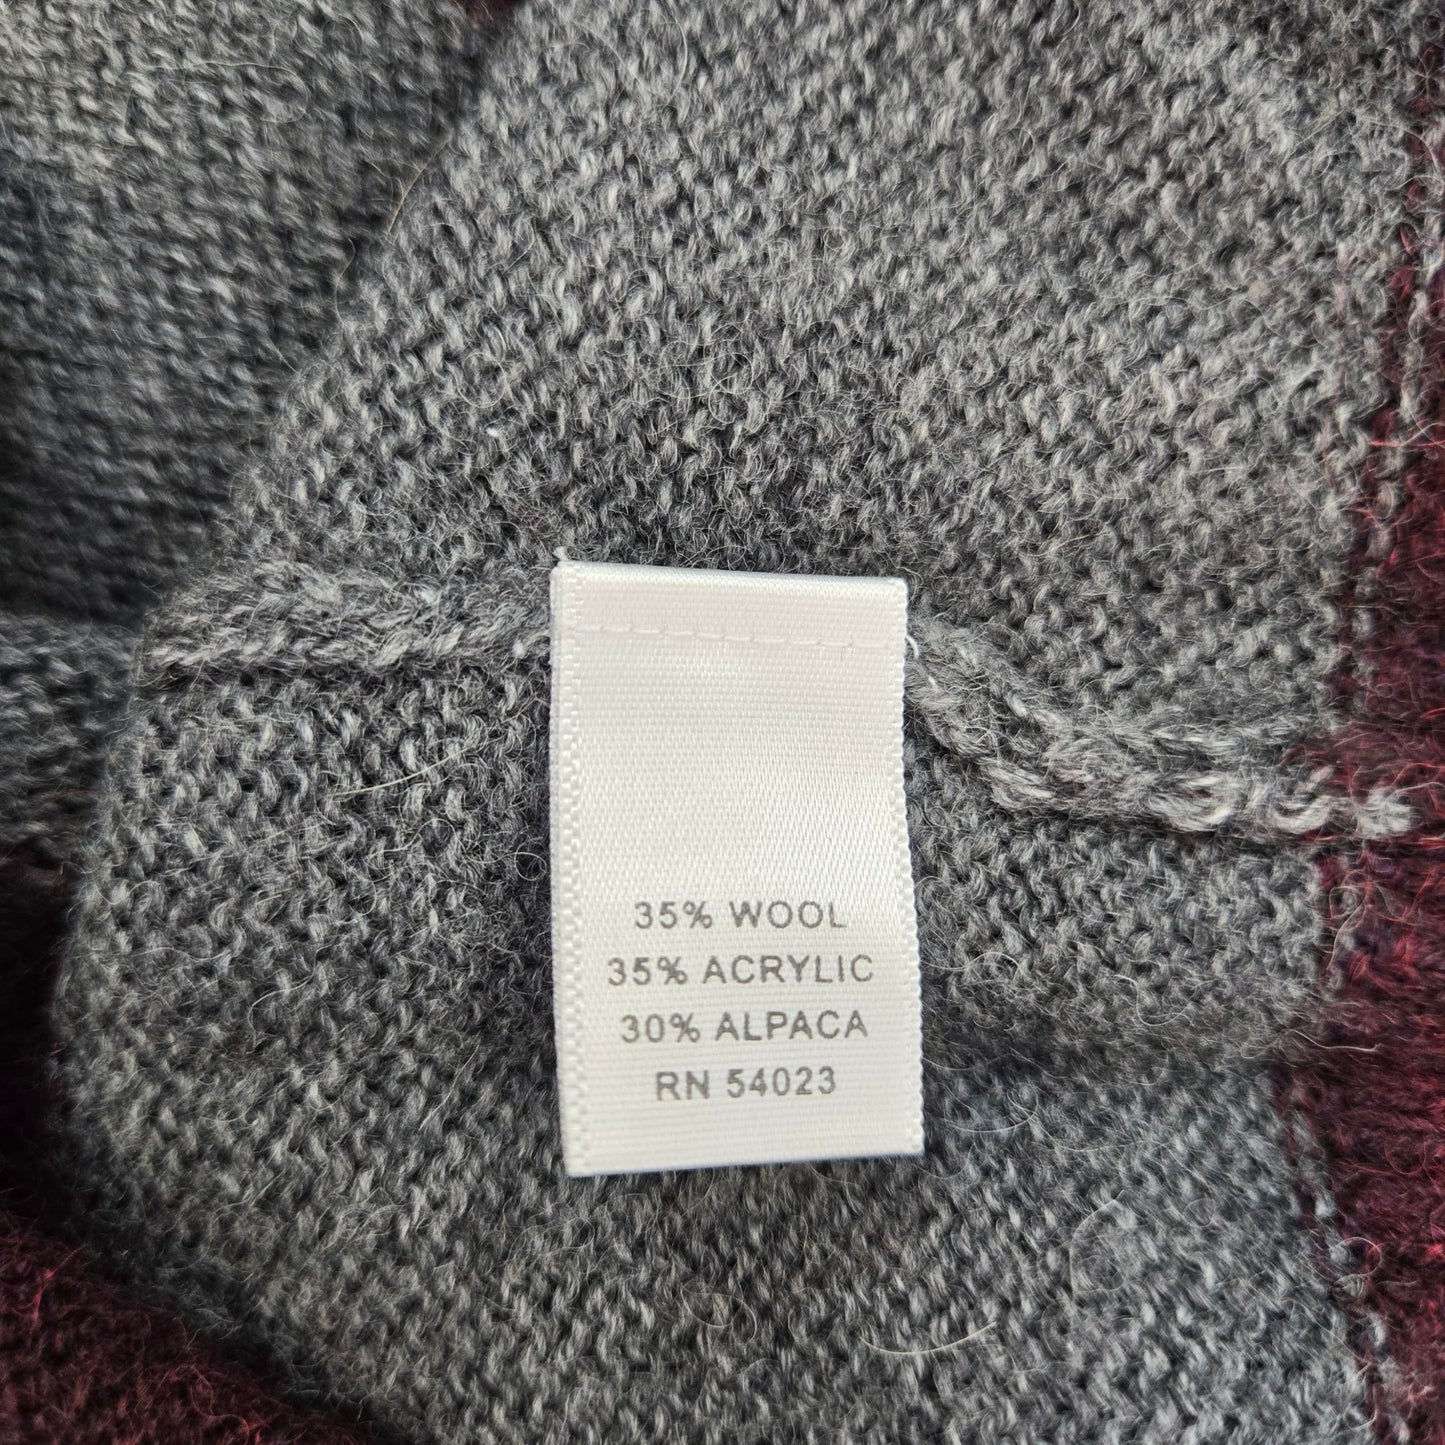 35% WOOL
35% ACRYLIC
30% ALPACA
RN 54023